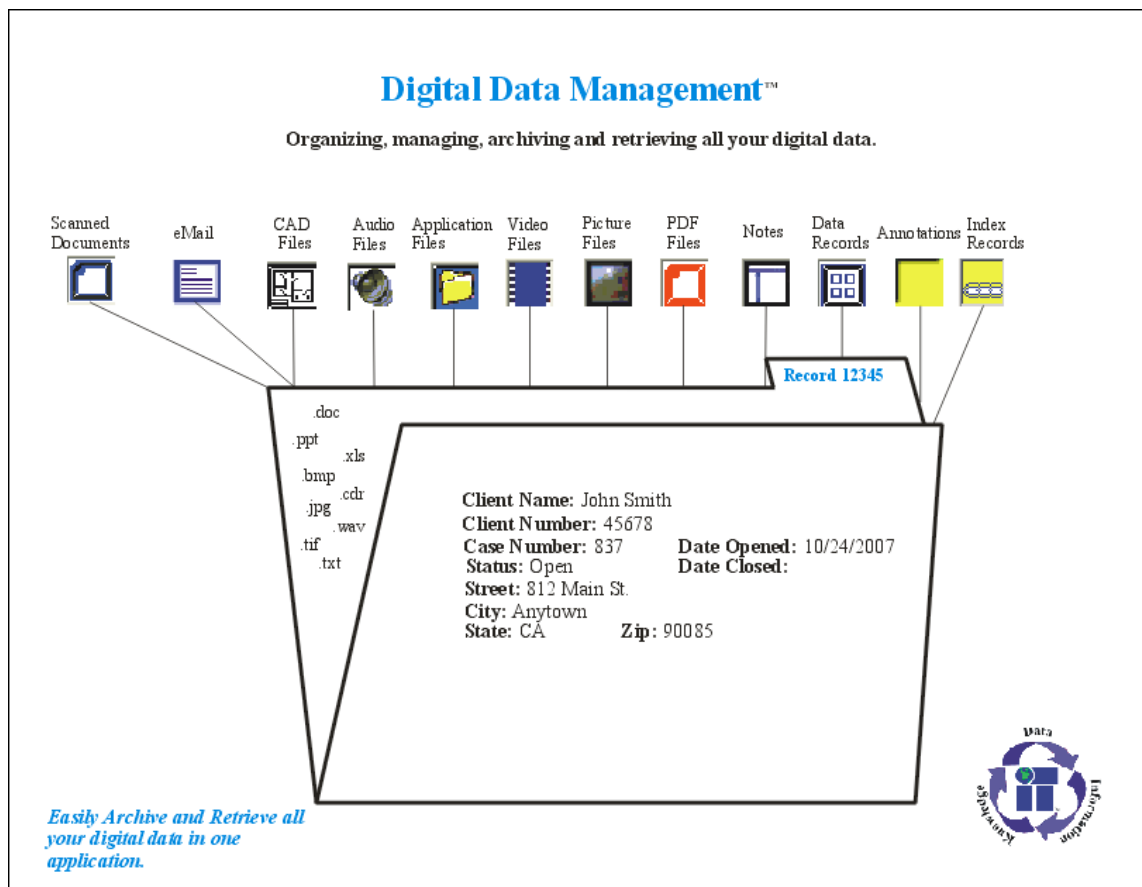 Digital Data Management™
Organizing, managing, archiving and retrieving all your digital data.
Scanned
Documents
eMail
CAD
Files
Audio
Files
Application
Files
Video
Files
Picture
Files
PDF
Files
Notes
Data
Records
Annotations
Index
Records
Record 12345
.doc
.ppt
.xls
.bmp
.cdr
.jpg
.wav
.tif
.txt
Client Name: John Smith
Client Number: 45678
Case Number: 837 Date Opened: 10/24/2007
Status: Open Date Closed:
Street: 812 Main St.
City: Anytown
State: CA Zip: 90085
Easily Archive and Retrieve all
your digital data in one
application.
Data
Information
Knowledge